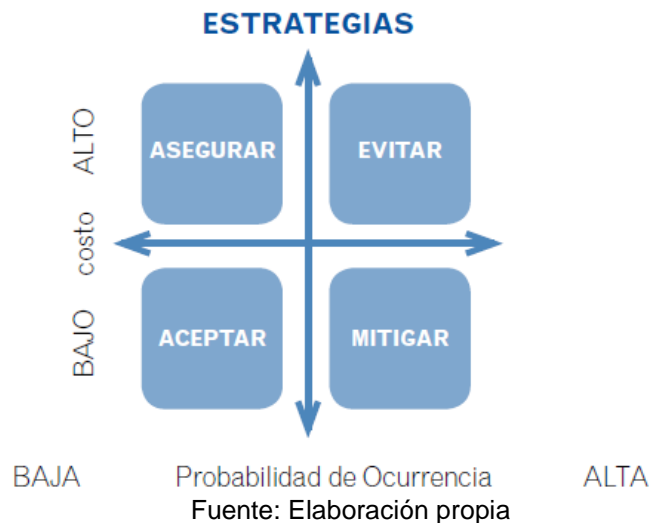 ESTRATEGIAS
ALTO
ASEGURAR
EVITAR
costo
BAJO
ACEPTAR
MITIGAR
BAJA
Probabilidad de Ocurrencia
ALTA
Fuente: Elaboración propia